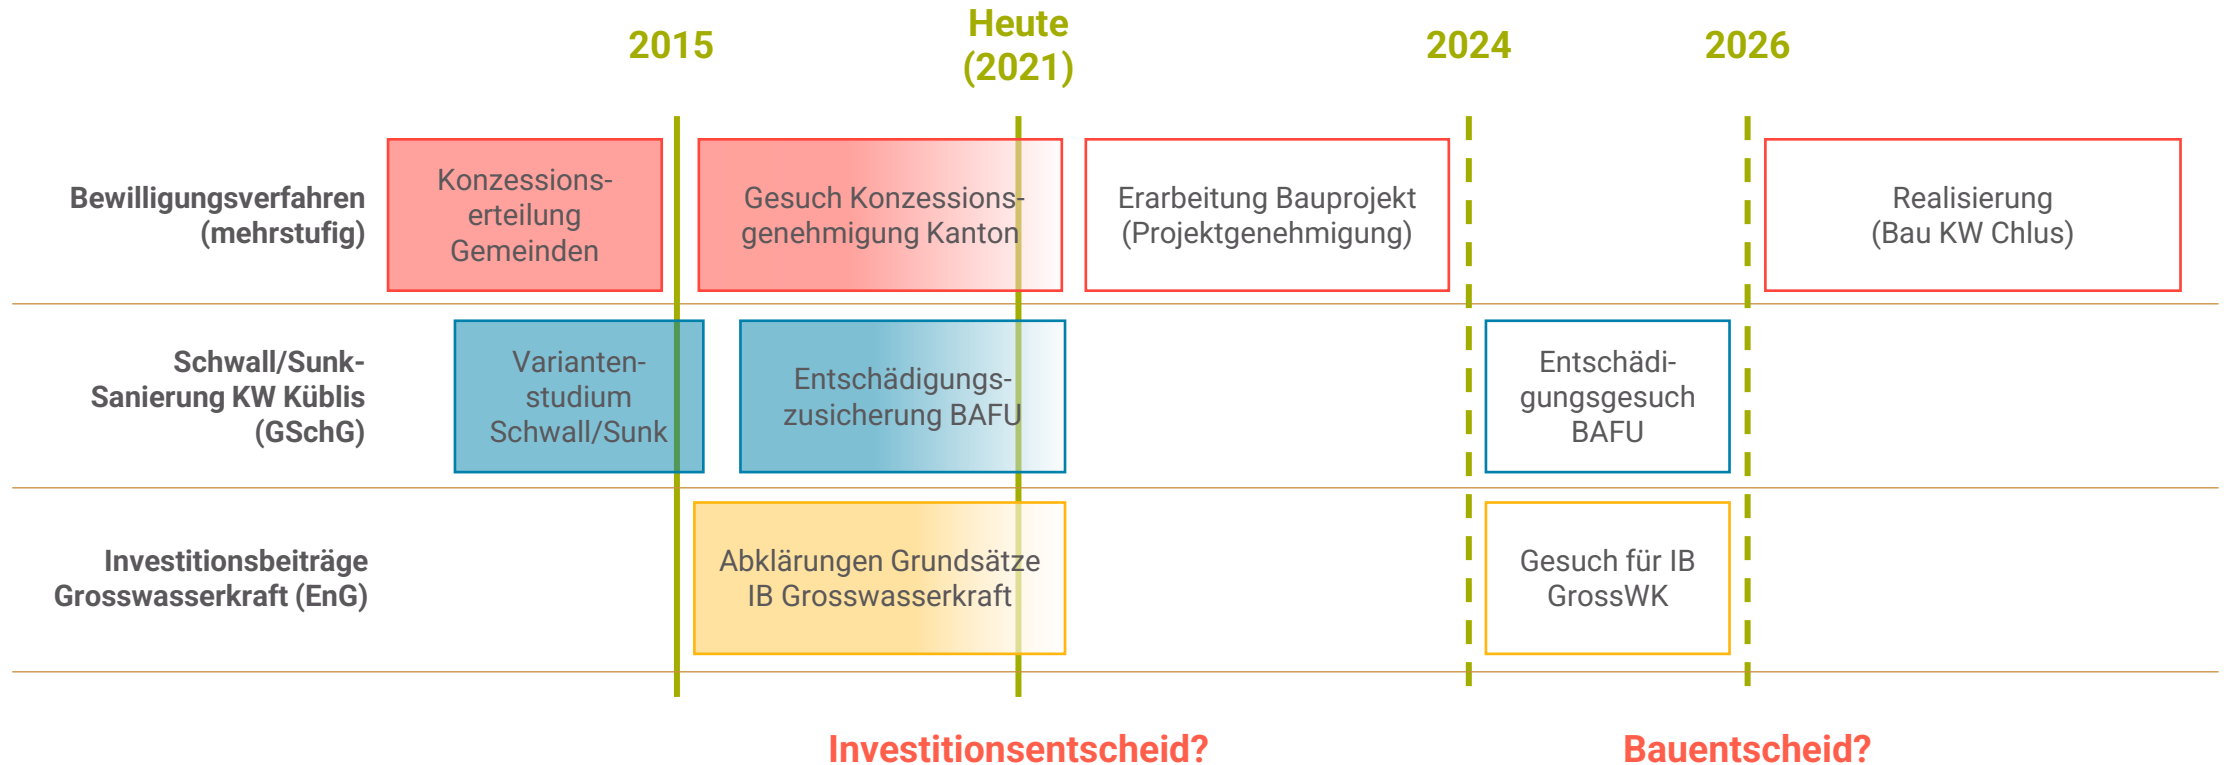 2015
Heute
(2021)
2024
2026
Bewilligungsverfahren
(mehrstufig)
Konzessions-
erteilung
Gemeinden
Gesuch Konzessions-
genehmigung Kanton
Erarbeitung Bauprojekt
(Projektgenehmigung)
Realisierung
(Bau KW Chlus)
Schwall/Sunk-
Sanierung KW Küblis
(GSchG)
Varianten-
studium
Schwall/Sunk
Entschädigungs-
zusicherung BAFU
Entschädi-
gungsgesuch
BAFU
Investitionsbeiträge
Grosswasserkraft (EnG)
Abklärungen Grundsätze
IB Grosswasserkraft
Gesuch für IB
GrossWK
Investitionsentscheid?
Bauentscheid?